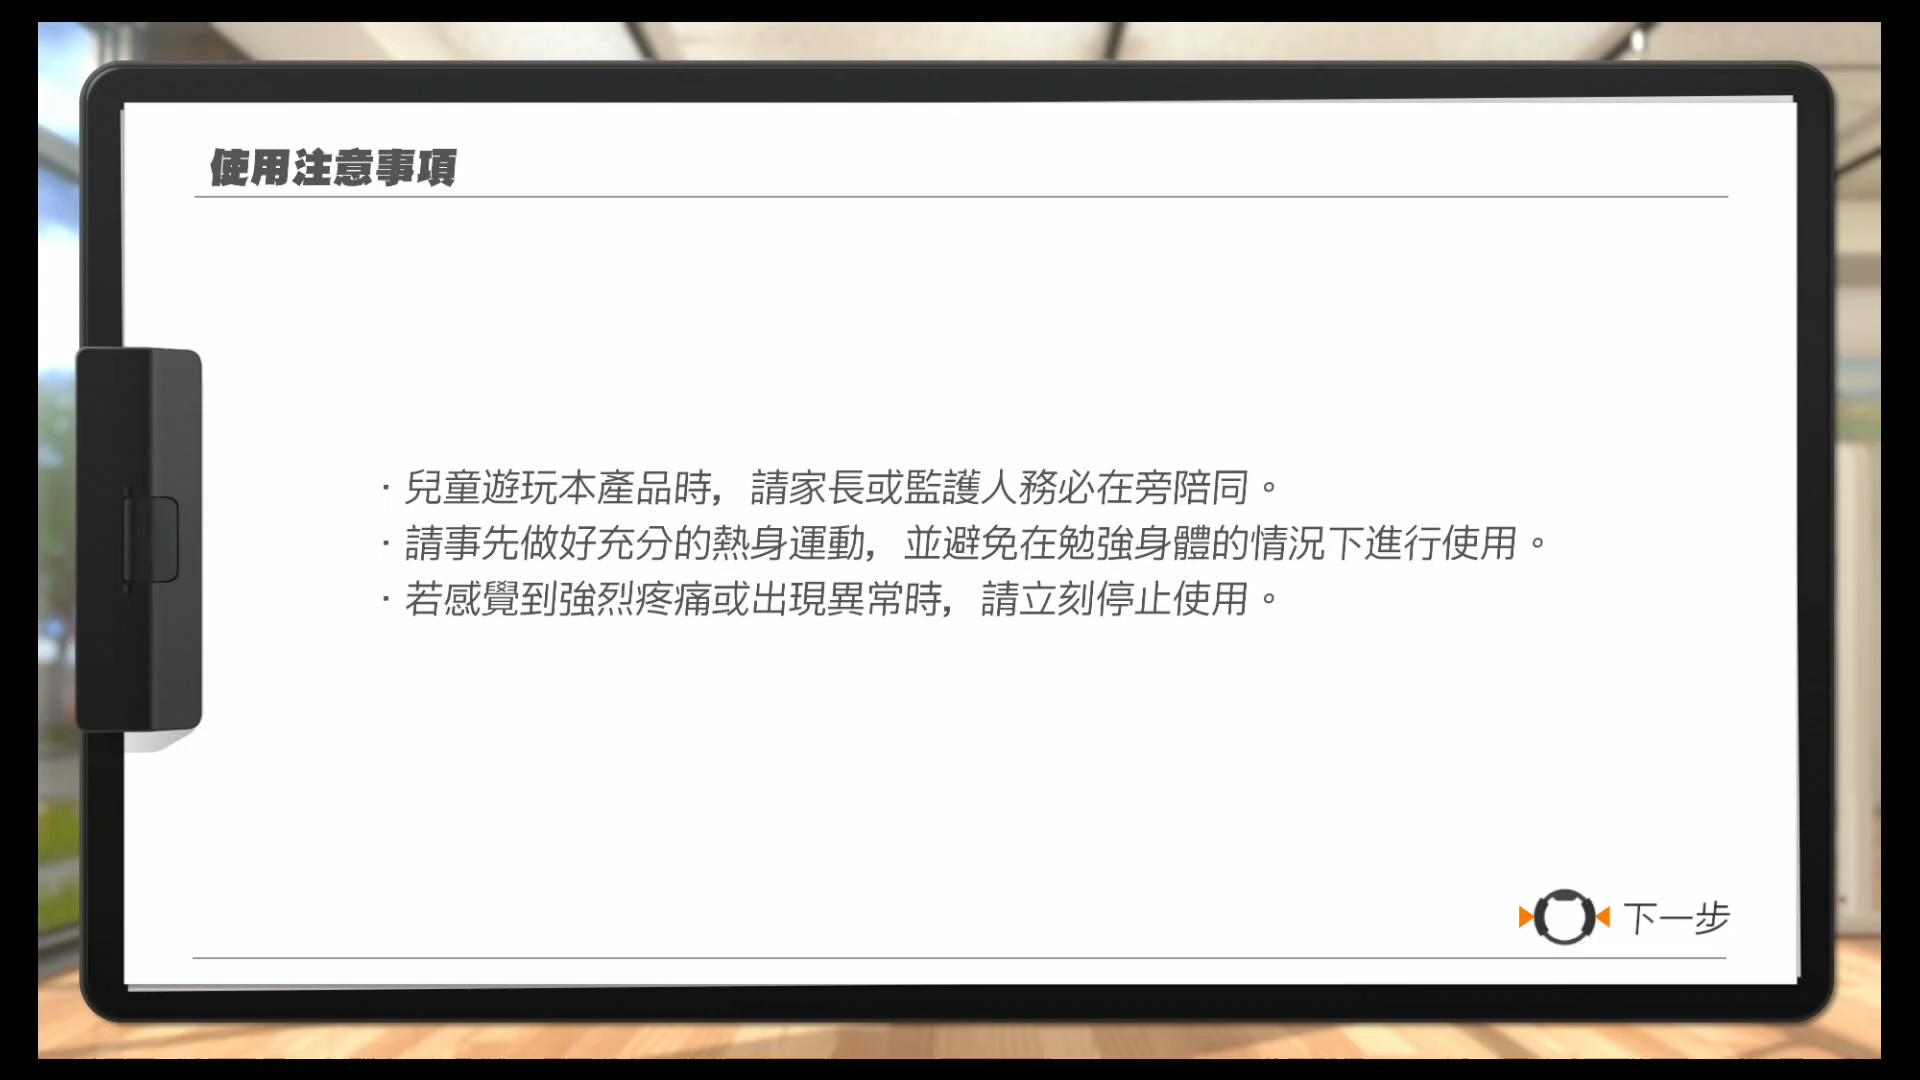 使用注意事項
·兒童遊玩本產品時，請家長或監護人務必在旁陪同。
·請事先做好充分的熱身運動，並避免在勉強身體的情況下進行使用。
·若感覺到強烈疼痛或出現異常時，請立刻停止使用。
下一步